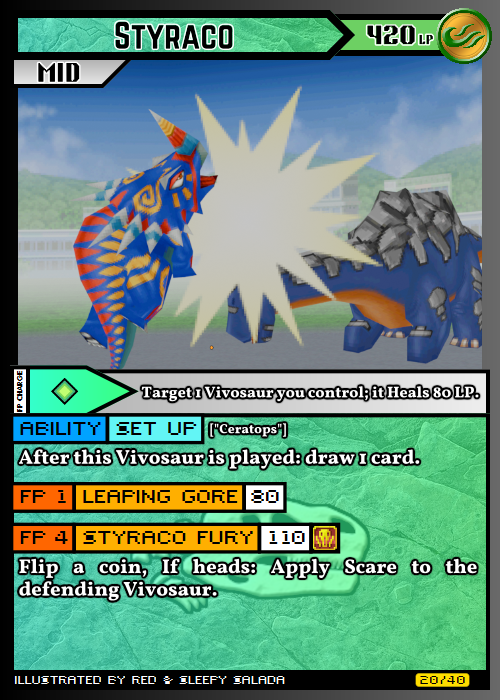 STYRACO
420 LP
MID
FP CHARGE
Target 1 Vivosaur you control; it Heals 80 LP.
ABILITY SET UP ["Ceratops"]
After this Vivosaur is played: draw 1 card.
FP 1 LEAPING GORE 80
FP 4 STYRACO FURY 110
Flip a coin, If heads: Apply Scare to the
defending Vivosaur.
ILLUSTRATED BY RED & SLEEPY SALADA
20/40